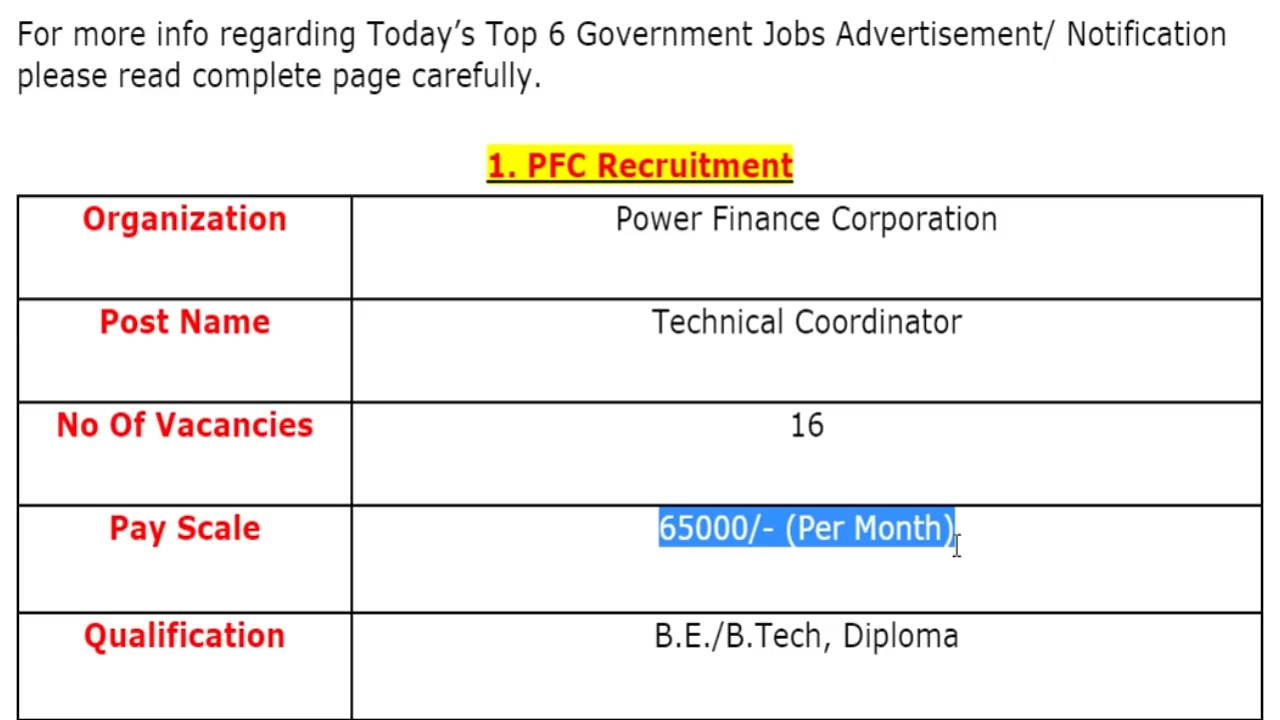 For more info regarding Today’s Top 6 Government Jobs Advertisement/ Notification
please read complete page carefully.
1. PFC Recruitment
Organization Power Finance Corporation
Post Name Technical Coordinator
No Of Vacancies 16
Pay Scale 65000/- (Per Month)
Qualification B.E./B.Tech, Diploma